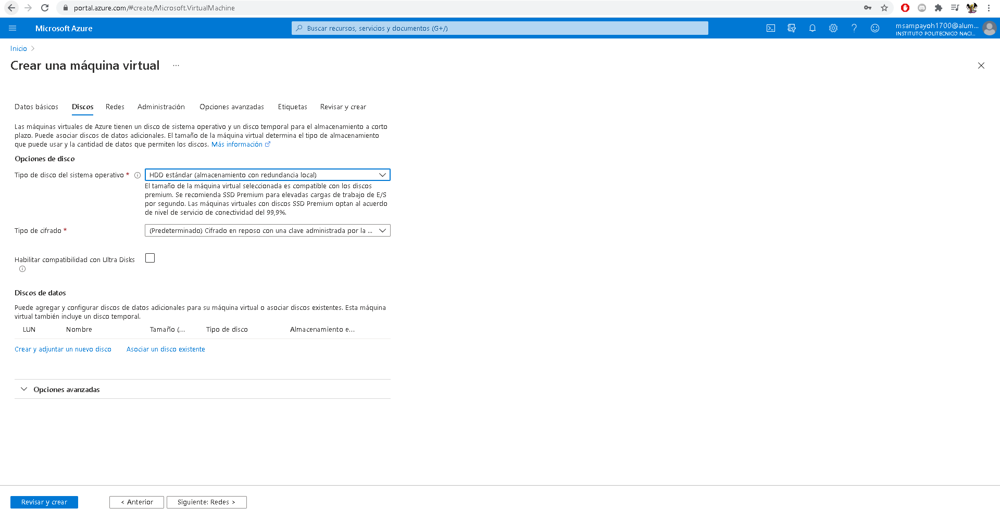 portal.azure.com/#create/Microsoft.VirtualMachine
Microsoft Azure
Buscar recursos, servicios y documentos (G+/)
msampayoh1700@alum...
INSTITUTO POLITECNICO NACI...
Inicio >
Crear una máquina virtual ...
Datos básicos Discos Redes Administración Opciones avanzadas Etiquetas Revisar y crear
Las máquinas virtuales de Azure tienen un disco de sistema operativo y un disco temporal para el almacenamiento a corto
plazo. Puede asociar discos de datos adicionales. El tamaño de la máquina virtual determina el tipo de almacenamiento
que puede usar y la cantidad de datos que permiten los discos. Más información
Opciones de disco
Tipo de disco del sistema operativo * HDD estándar (almacenamiento con redundancia local)
El tamaño de la máquina virtual seleccionada es compatible con los discos
premium. Se recomienda SSD Premium para elevadas cargas de trabajo de E/S
por segundo. Las máquinas virtuales con discos SSD Premium optan al acuerdo
de nivel de servicio de conectividad del 99,9%.
Tipo de cifrado * (Predeterminado) Cifrado en reposo con una clave administrada por la ...
Habilitar compatibilidad con Ultra Disks
Discos de datos
Puede agregar y configurar discos de datos adicionales para su máquina virtual o asociar discos existentes. Esta máquina
virtual también incluye un disco temporal.
LUN Nombre Tamaño (... Tipo de disco Almacenamiento e...
Crear y adjuntar un nuevo disco Asociar un disco existente
Opciones avanzadas
Revisar y crear < Anterior Siguiente: Redes >